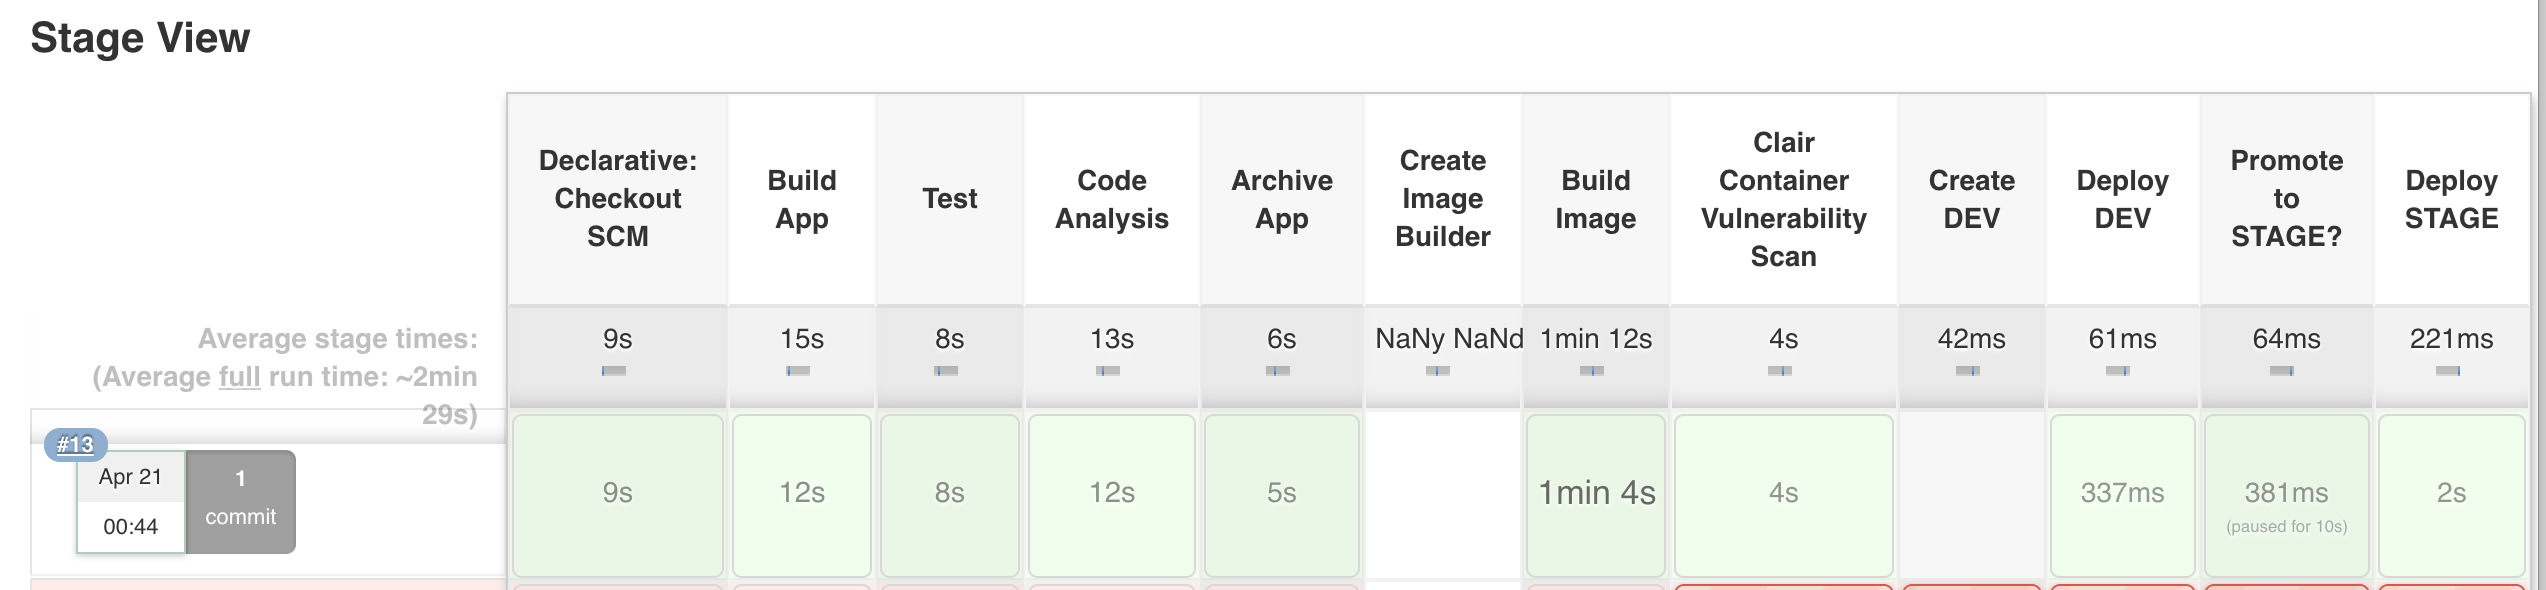 Stage View
Declarative:
Checkout
SCM
Build
App
Test
Code
Analysis
Archive
App
Create
Image
Builder
Build
Image
Clair
Container
Vulnerability
Scan
Create
DEV
Deploy
DEV
Promote
to
STAGE?
Deploy
STAGE
Average stage times:
(Average full run time: ~2min
29s)
9s
15s
8s
13s
6s
NaNy NaNd
1min 12s
4s
42ms
61ms
64ms
221ms
#13
Apr 21
00:44
1
commit
9s
12s
8s
12s
5s
1min 4s
4s
337ms
381ms
(paused for 10s)
2s